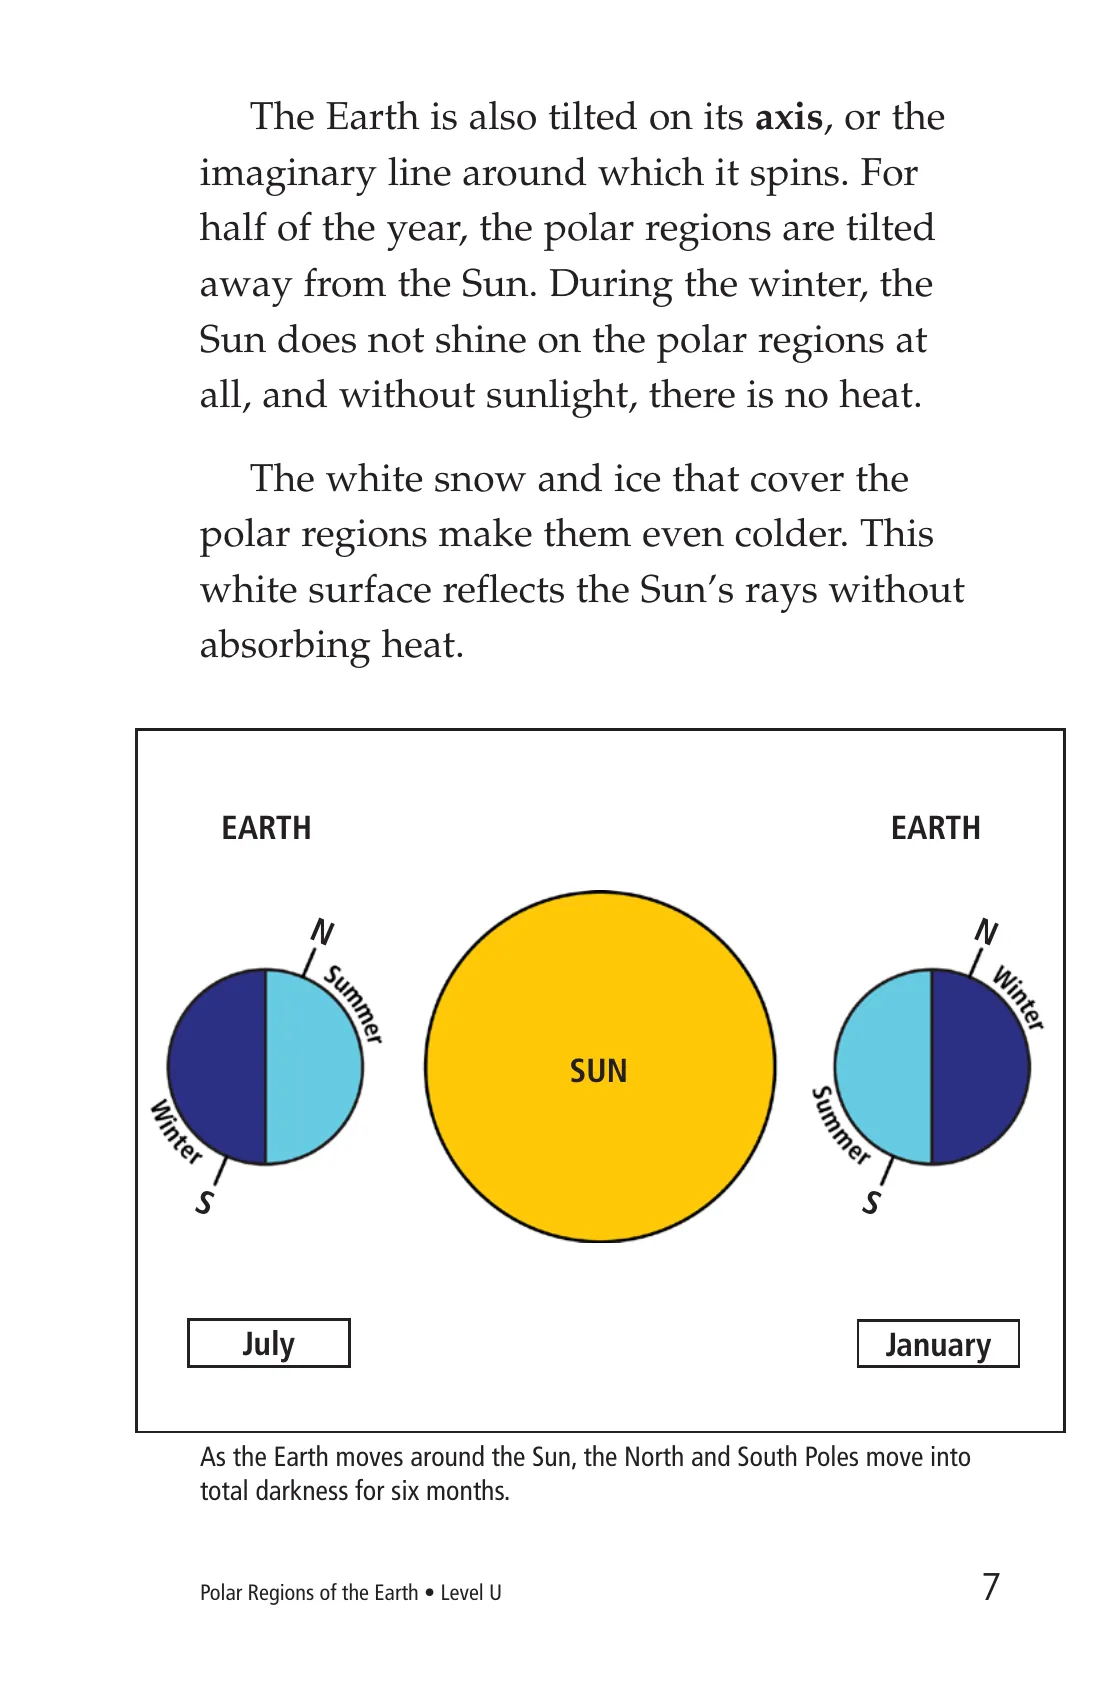 The Earth is also tilted on its axis, or the
imaginary line around which it spins. For
half of the year, the polar regions are tilted
away from the Sun. During the winter, the
Sun does not shine on the polar regions at
all, and without sunlight, there is no heat.
The white snow and ice that cover the
polar regions make them even colder. This
white surface reflects the Sun’s rays without
absorbing heat.
EARTH
EARTH
N
Summer
Winter
S
SUN
N
Winter
Summer
S
July
January
As the Earth moves around the Sun, the North and South Poles move into
total darkness for six months.
Polar Regions of the Earth • Level U
7